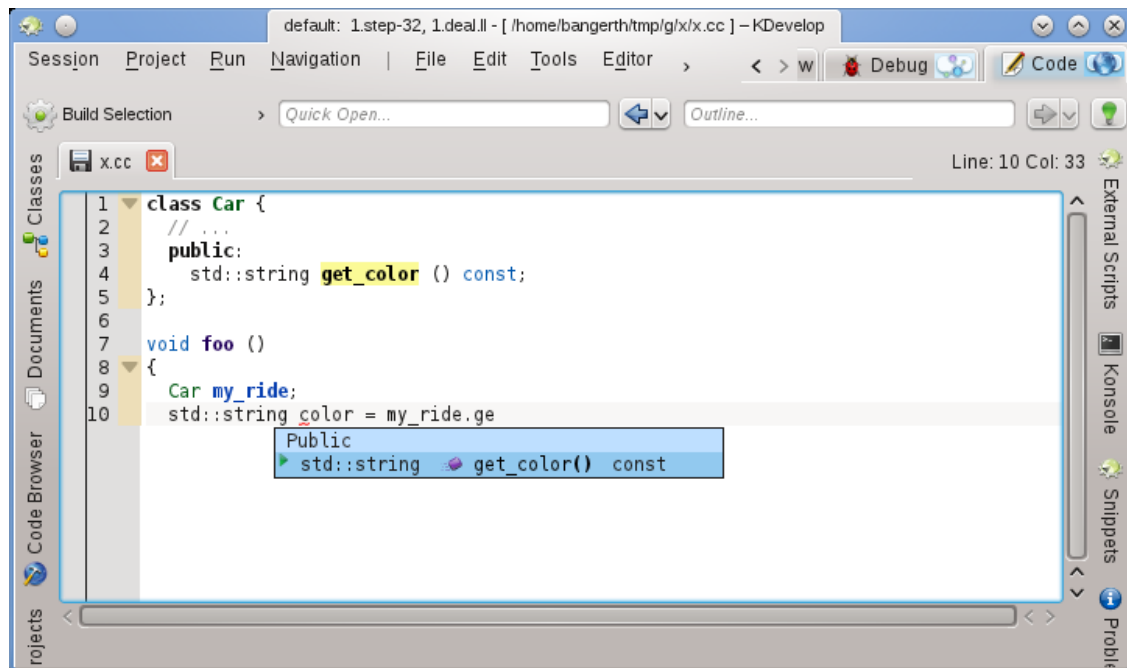 default: 1.step-32, 1.deal.II - [ /home/bangerth/tmp/g/x/x.cc ] – KDevelop
Session Project Run Navigation | File Edit Tools Editor › < > W Debug Code
Build Selection › Quick Open... Outline...
x.cc Line: 10 Col: 33
Classes
Documents
Code Browser
rojects
1 class Car {
2 // ...
3 public:
4 std::string get_color () const;
5 };
6
7 void foo ()
8 {
9 Car my_ride;
10 std::string color = my_ride.ge
Public
std::string get_color() const
External Scripts
Konsole
Snippets
Proble